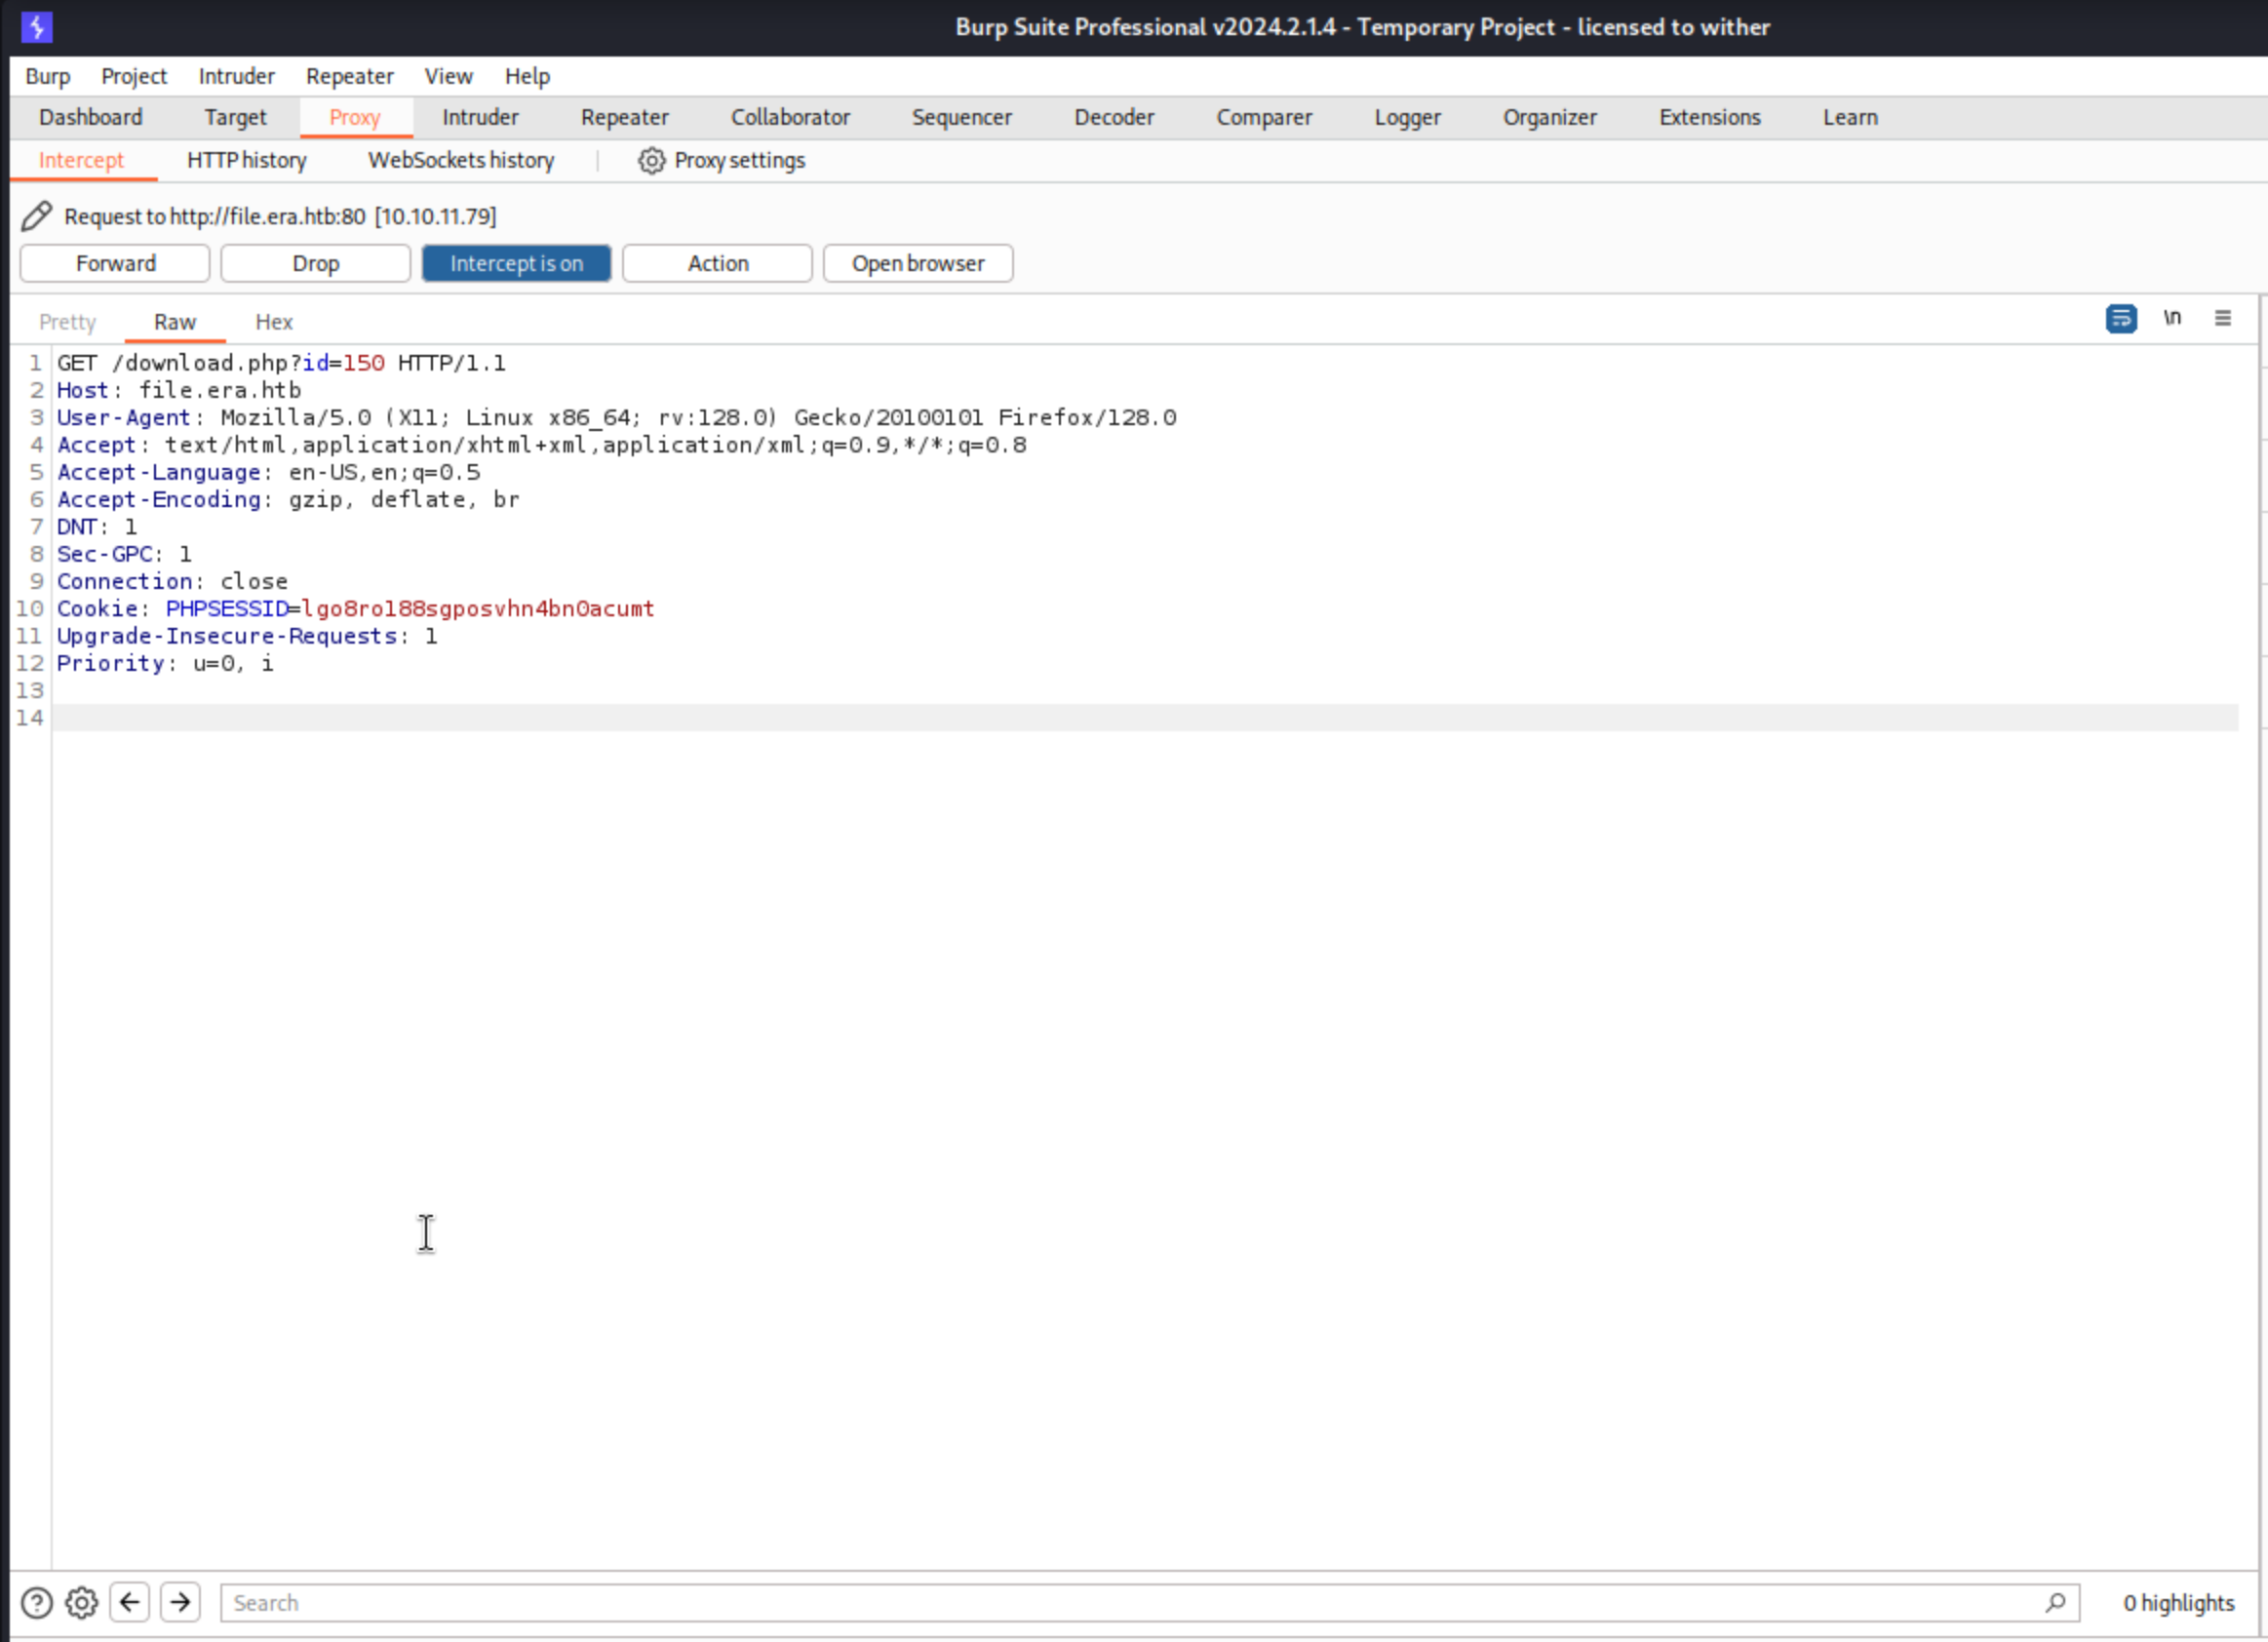 Burp Suite Professional v2024.2.1.4 - Temporary Project - licensed to wither
Burp Project Intruder Repeater View Help
Dashboard Target Proxy Intruder Repeater Collaborator Sequencer Decoder Comparer Logger Organizer Extensions Learn
Intercept HTTP history WebSockets history Proxy settings
Request to http://file.era.htb:80 [10.10.11.79]
Forward Drop Intercept is on Action Open browser
Pretty Raw Hex \n
1 GET /download.php?id=150 HTTP/1.1
2 Host: file.era.htb
3 User-Agent: Mozilla/5.0 (X11; Linux x86_64; rv:128.0) Gecko/20100101 Firefox/128.0
4 Accept: text/html,application/xhtml+xml,application/xml;q=0.9,*/*;q=0.8
5 Accept-Language: en-US,en;q=0.5
6 Accept-Encoding: gzip, deflate, br
7 DNT: 1
8 Sec-GPC: 1
9 Connection: close
10 Cookie: PHPSESSID=lgo8rol88sgposvhn4bn0acumt
11 Upgrade-Insecure-Requests: 1
12 Priority: u=0, i
13
14
Search 0 highlights